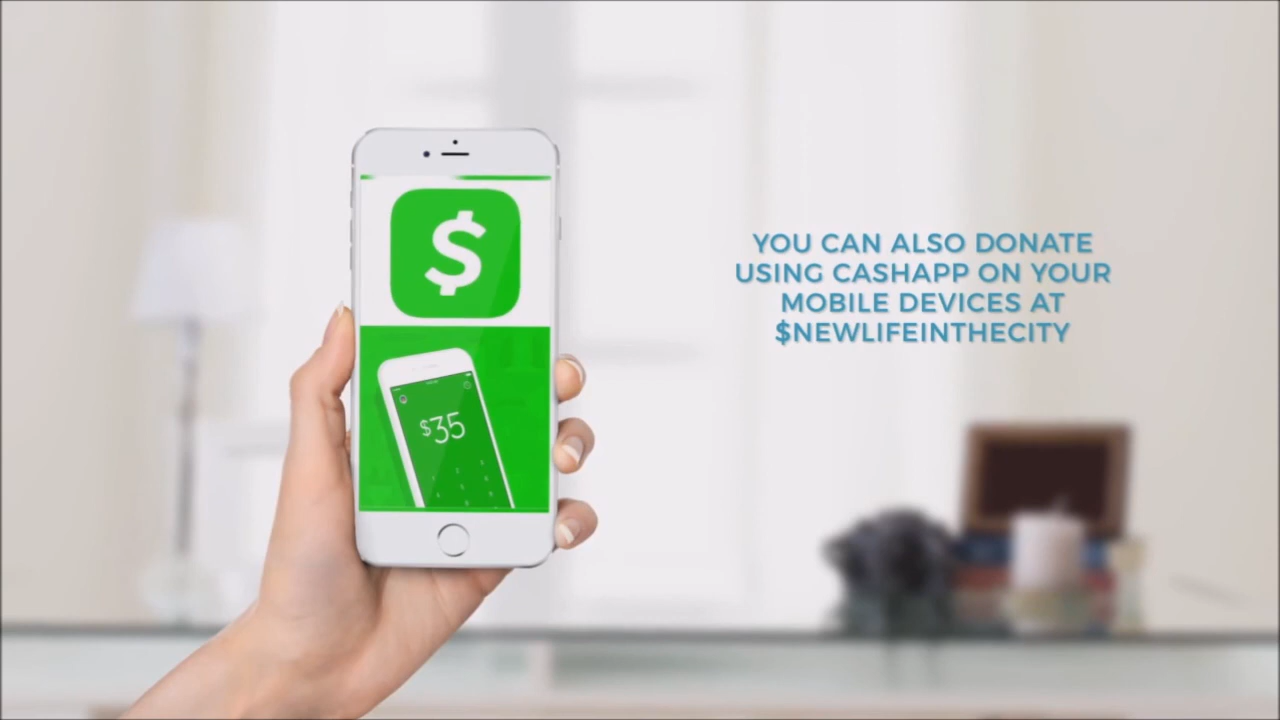 $
$35
YOU CAN ALSO DONATE
USING CASHAPP ON YOUR
MOBILE DEVICES AT
$NEWLIFEINTHECITY